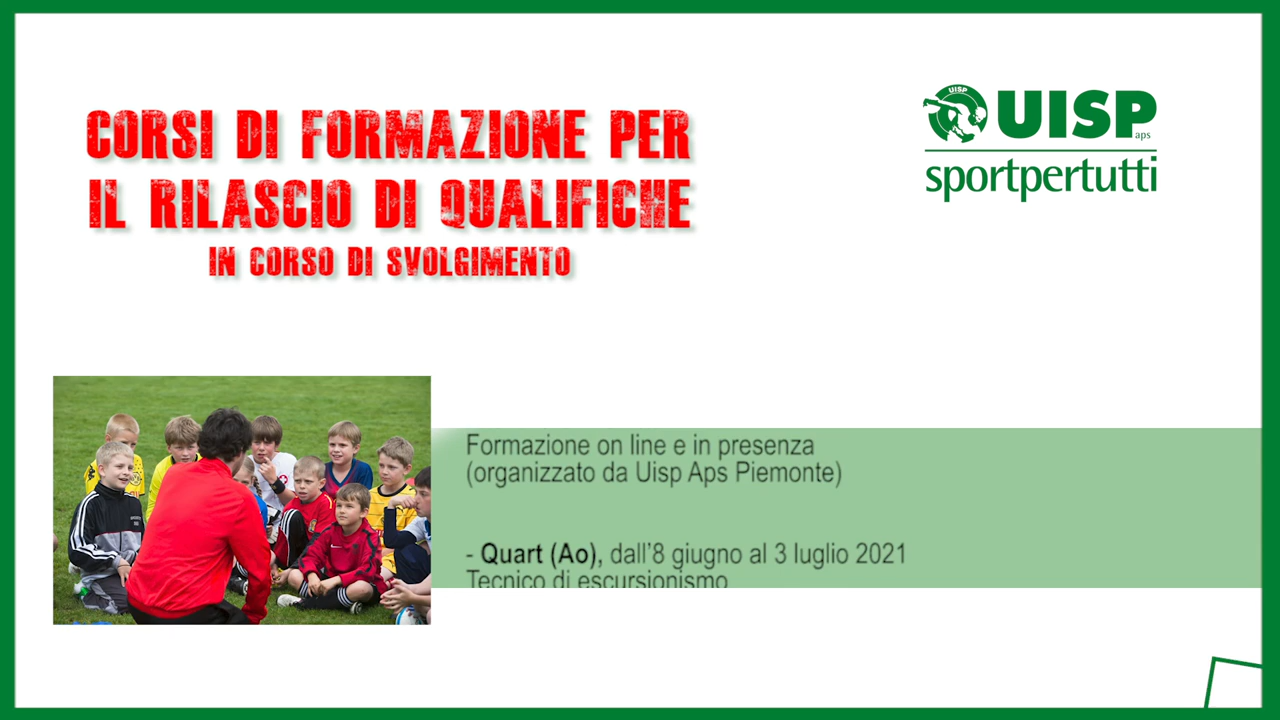 CORSI DI FORMAZIONE PER
IL RILASCIO DI QUALIFICHE
IN CORSO DI SVOLGIMENTO
UISP
UISP
aps
sportpertutti
Formazione on line e in presenza
(organizzato da Uisp Aps Piemonte)
- Quart (Ao), dall'8 giugno al 3 luglio 2021
Tecnico di escursionismo